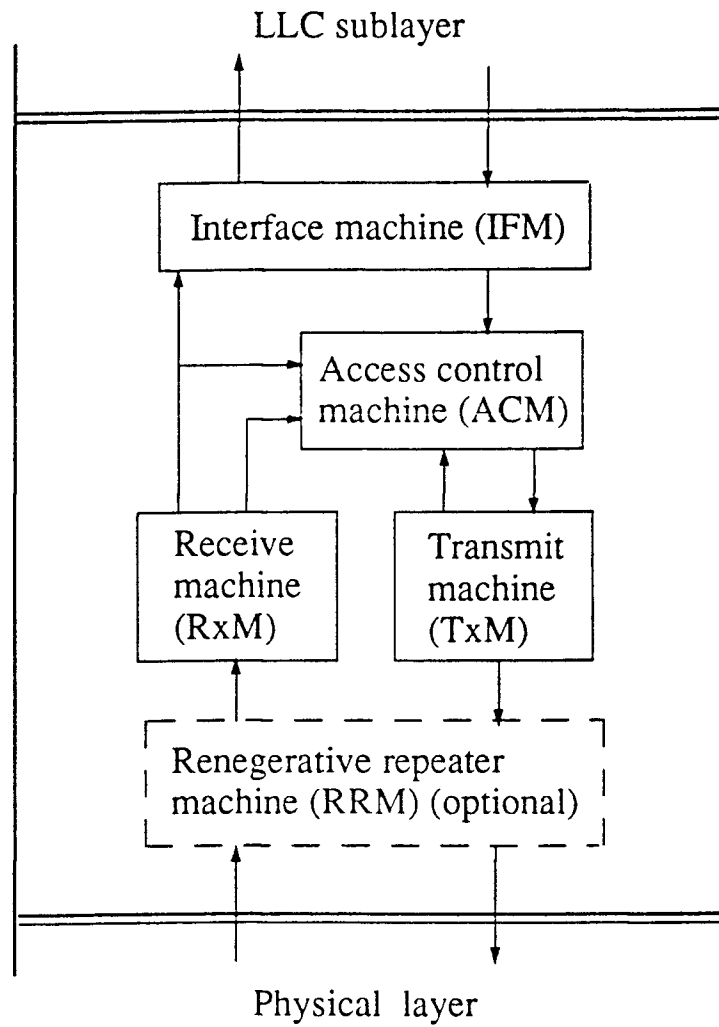 LLC sublayer
Interface machine (IFM)
Access control
machine (ACM)
Receive
machine
(RxM)
Transmit
machine
(TxM)
Renegerative repeater
machine (RRM) (optional)
Physical layer